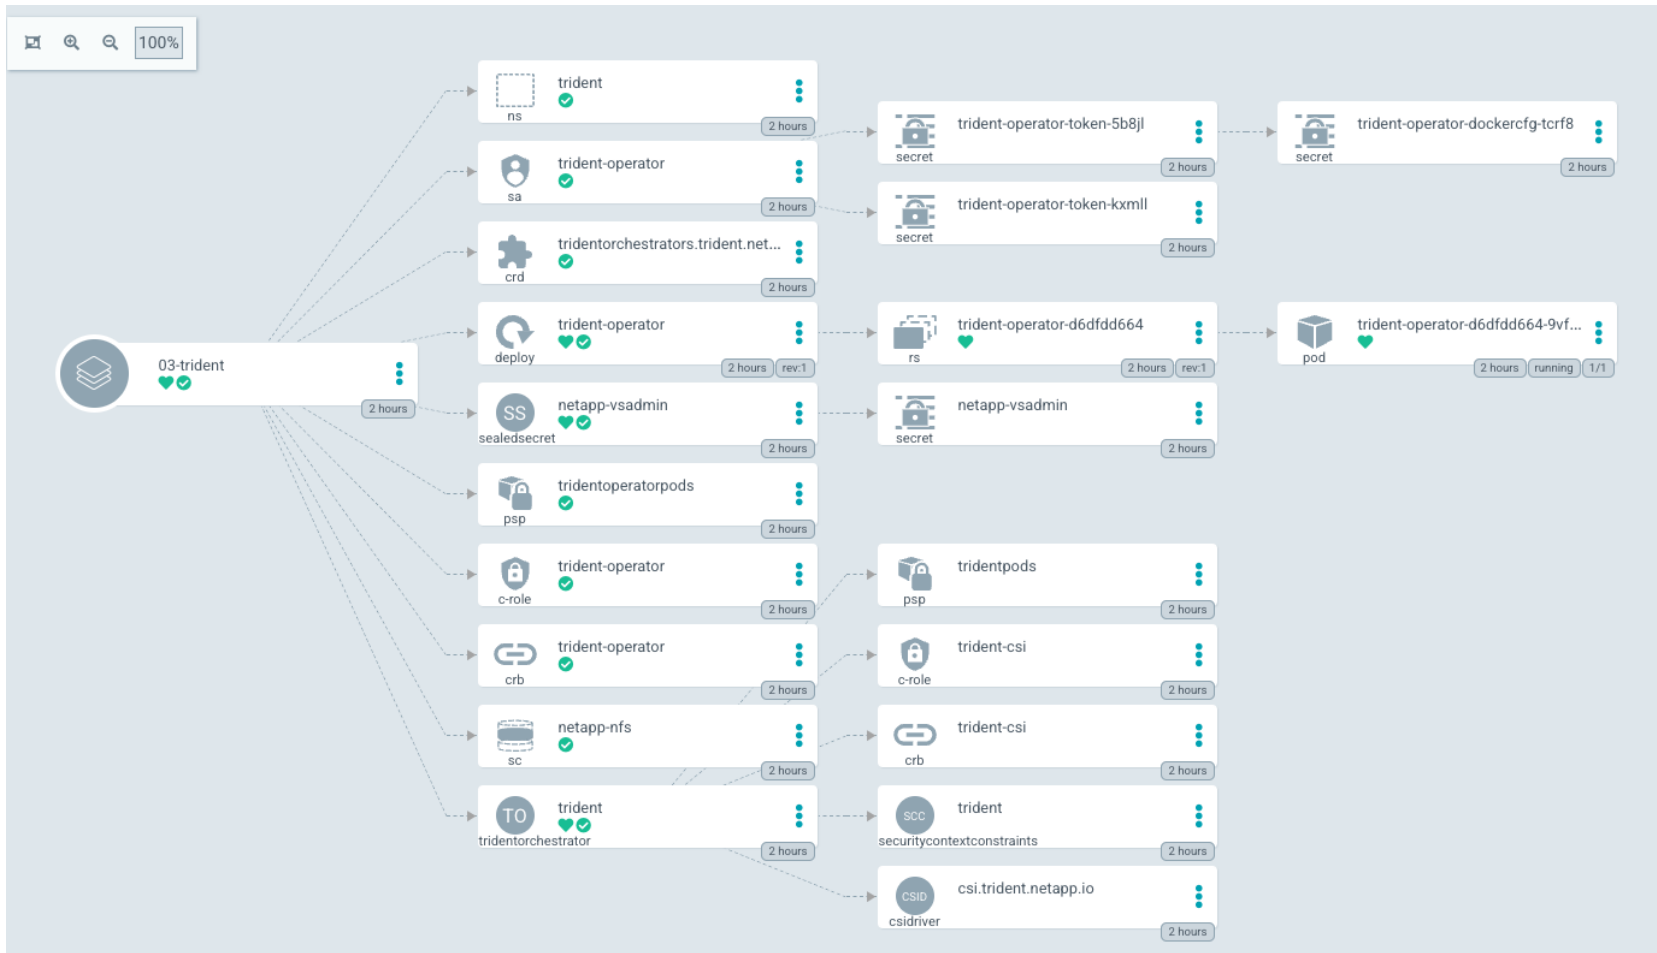 100%
03-trident
2 hours
trident
ns
2 hours
trident-operator
sa
2 hours
tridentorchestrators.trident.net...
crd
2 hours
trident-operator
deploy
2 hours rev:1
SS
netapp-vsadmin
sealedsecret
2 hours
tridentoperatorpods
psp
2 hours
trident-operator
c-role
2 hours
trident-operator
crb
2 hours
netapp-nfs
sc
2 hours
TO
trident
tridentorchestrator
2 hours
trident-operator-token-5b8jl
secret
2 hours
trident-operator-token-kxmll
secret
2 hours
trident-operator-d6dfdd664
rs
2 hours rev:1
netapp-vsadmin
secret
2 hours
tridentpods
psp
2 hours
trident-csi
c-role
2 hours
trident-csi
crb
2 hours
SCC
trident
securitycontextconstraints
2 hours
CSID
csi.trident.netapp.io
csidriver
2 hours
trident-operator-dockercfg-tcrf8
secret
2 hours
trident-operator-d6dfdd664-9vf...
pod
2 hours running 1/1